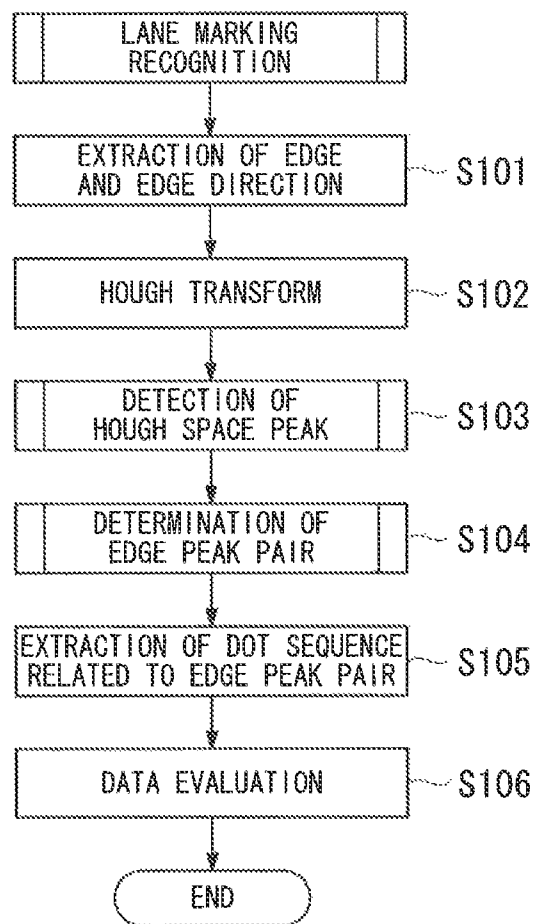 LANE MARKING
RECOGNITION
EXTRACTION OF EDGE
AND EDGE DIRECTION
S101
HOUGH TRANSFORM
S102
DETECTION OF
HOUGH SPACE PEAK
S103
DETERMINATION OF
EDGE PEAK PAIR
S104
EXTRACTION OF DOT SEQUENCE
RELATED TO EDGE PEAK PAIR
S105
DATA EVALUATION
S106
END